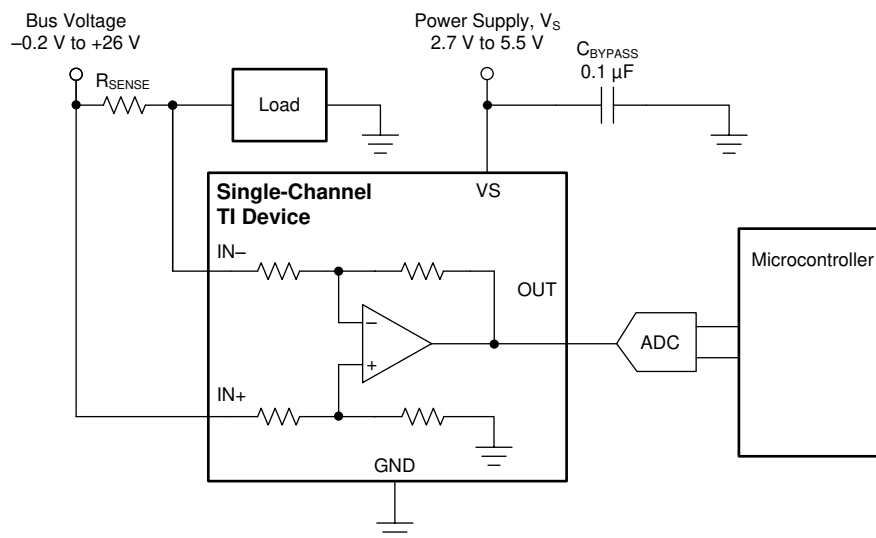 Bus Voltage
–0.2 V to +26 V
RSENSE
Load
Power Supply, VS
2.7 V to 5.5 V
CBYPASS
0.1 µF
Single-Channel
TI Device
VS
IN–
OUT
–
+
IN+
GND
ADC
Microcontroller